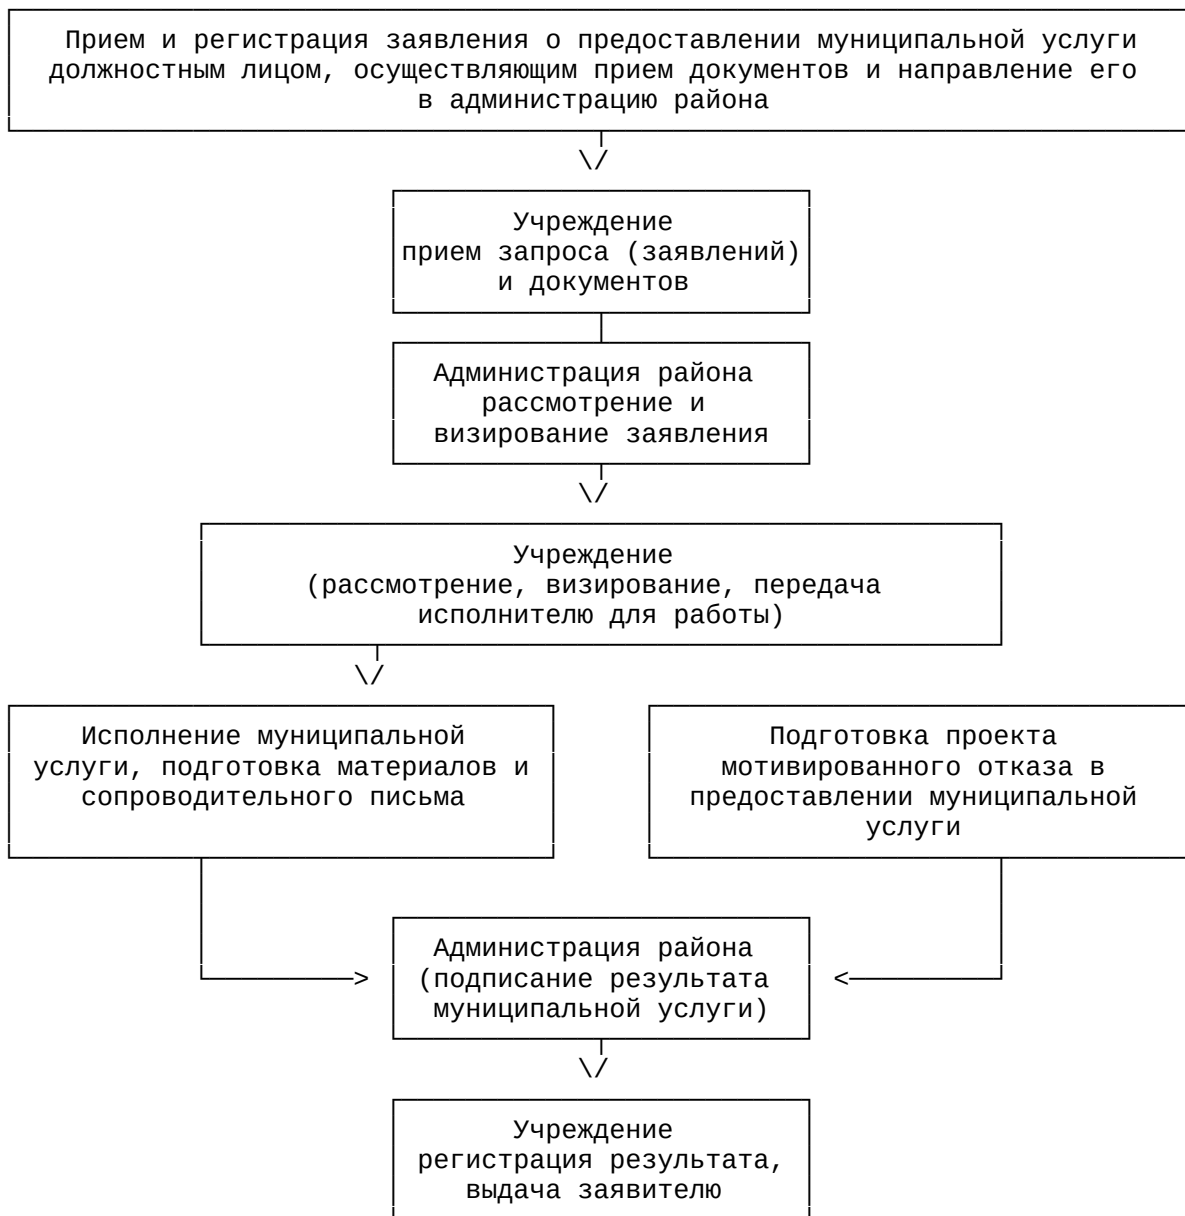 Прием и регистрация заявления о предоставлении муниципальной услуги
должностным лицом, осуществляющим прием документов и направление его
в администрацию района
Учреждение
прием запроса (заявлений)
и документов
Администрация района
рассмотрение и
визирование заявления
Учреждение
(рассмотрение, визирование, передача
исполнителю для работы)
Исполнение муниципальной
услуги, подготовка материалов и
сопроводительного письма
Подготовка проекта
мотивированного отказа в
предоставлении муниципальной
услуги
Администрация района
(подписание результата
муниципальной услуги)
Учреждение
регистрация результата,
выдача заявителю